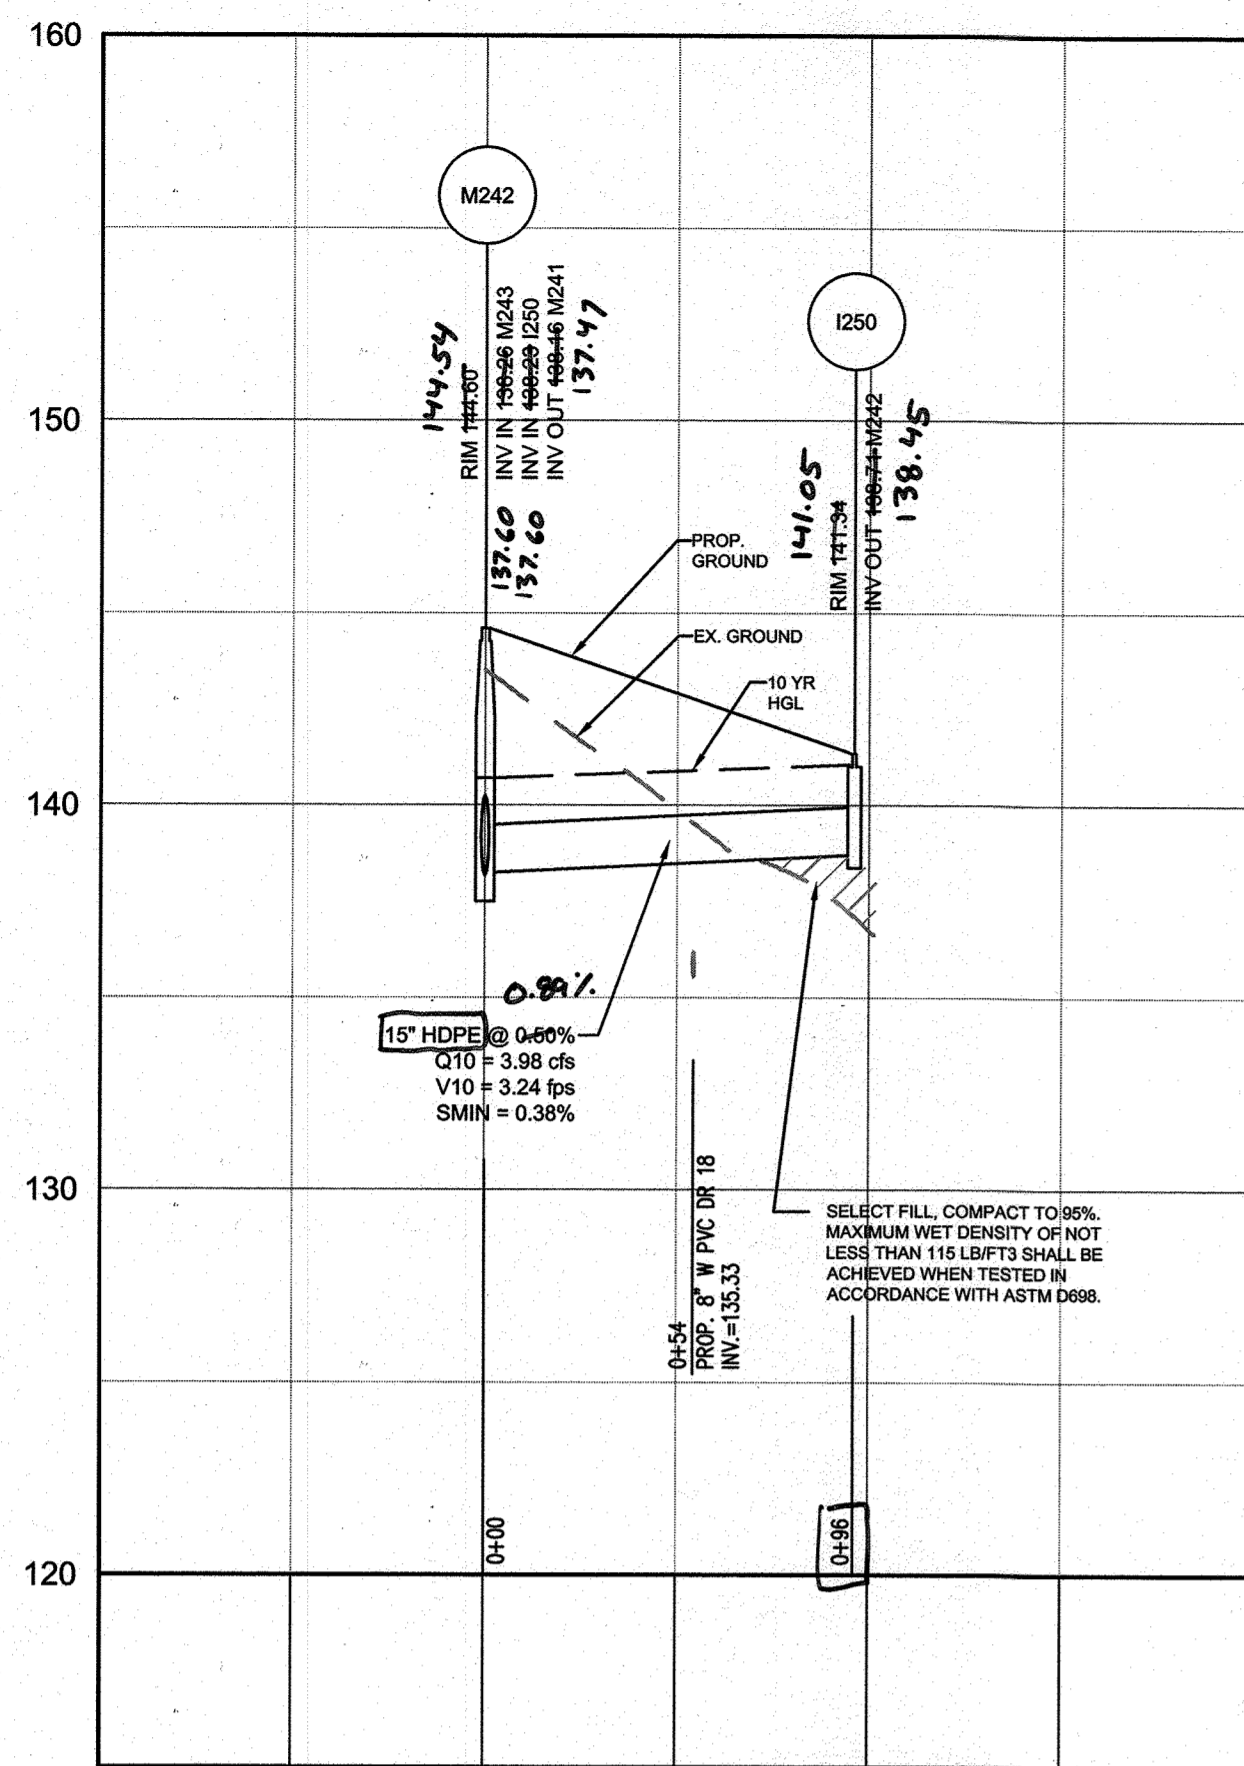 160
M242
144.54
RIM 144.60
INV IN 138.26 M243
INV IN 138.23 I250
INV OUT 138.16 M241
137.47
137.60
137.60
I250
150
141.05
RIM 141.34
INV OUT 138.71 M242
138.45
PROP.
GROUND
EX. GROUND
10 YR
HGL
140
0.89%
15" HDPE @ 0.50%
Q10 = 3.98 cfs
V10 = 3.24 fps
SMIN = 0.38%
130
0+54
PROP. 8" W PVC DR 18
INV.=135.33
SELECT FILL, COMPACT TO 95%.
MAXIMUM WET DENSITY OF NOT
LESS THAN 115 LB/FT3 SHALL BE
ACHIEVED WHEN TESTED IN
ACCORDANCE WITH ASTM D698.
0+00
0+96
120